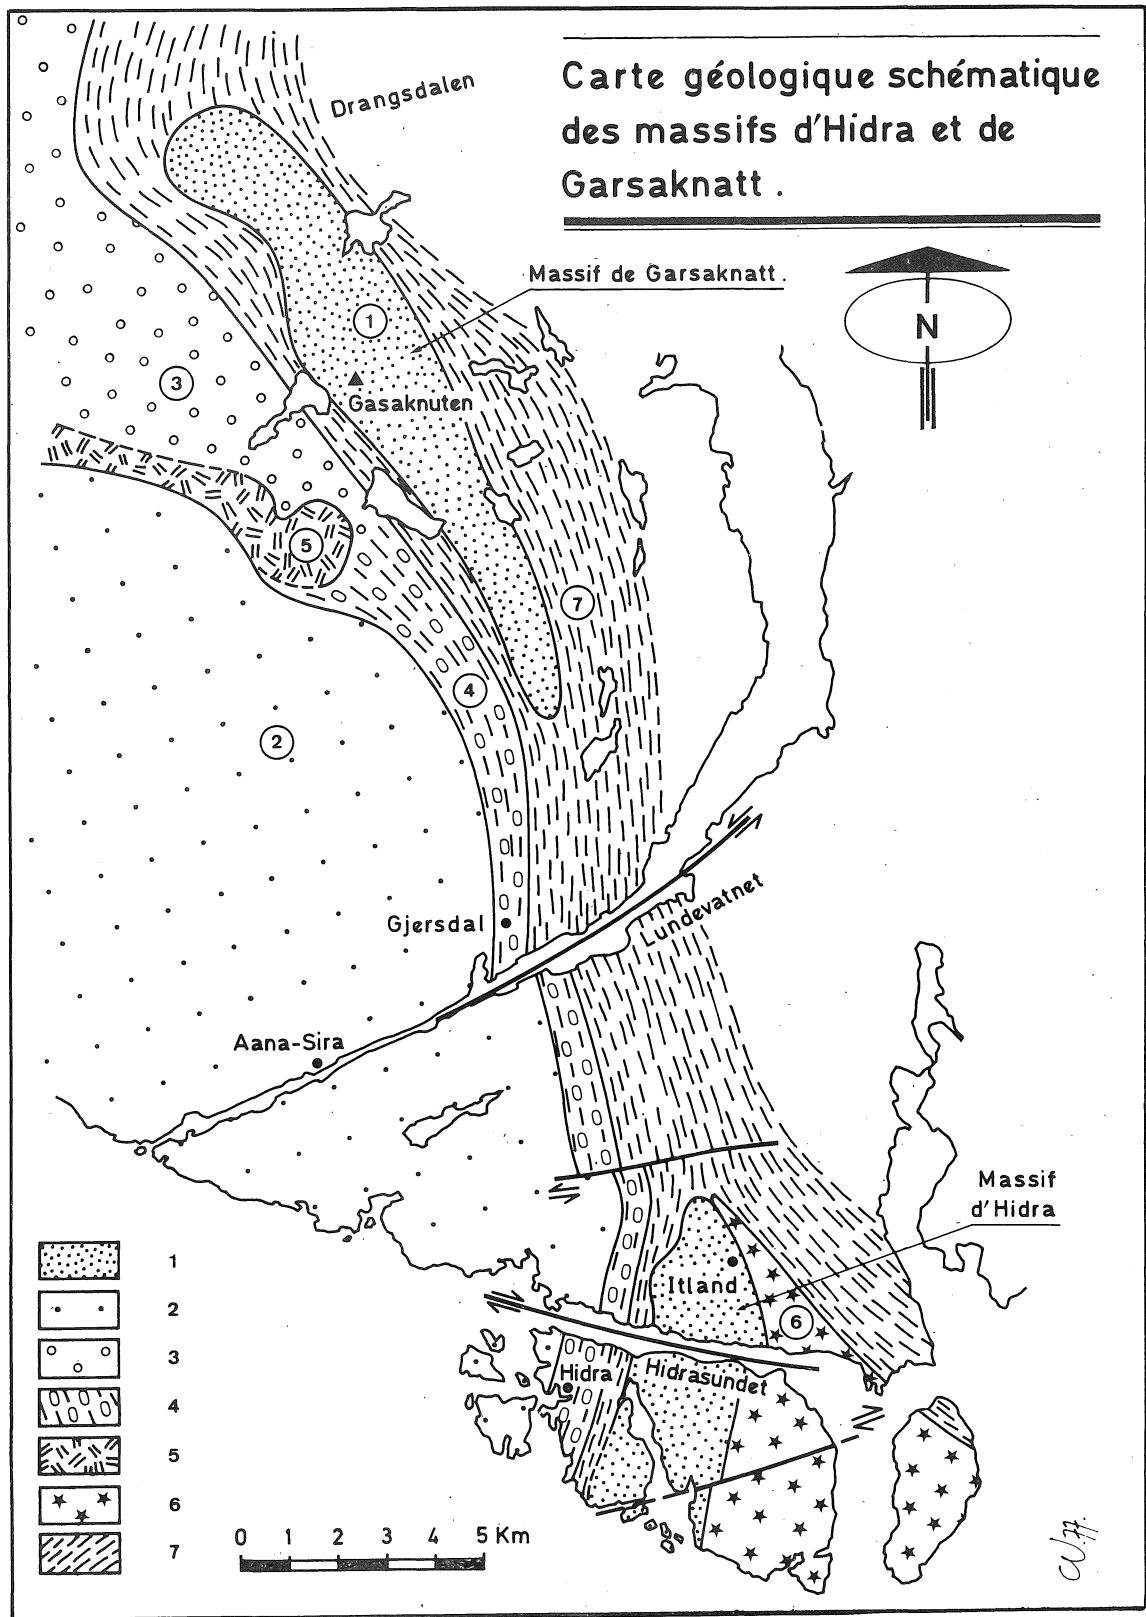 Carte géologique schématique
des massifs d'Hidra et de
Garsaknatt .
Drangsdalen
Massif de Garsaknatt .
N
1
3
Gasaknuten
5
7
4
2
Gjersdal
Lundevatnet
Aana-Sira
Massif
d'Hidra
Itland
6
Hidra
Hidrasundet
1
2
3
4
5
6
7
0 1 2 3 4 5 Km